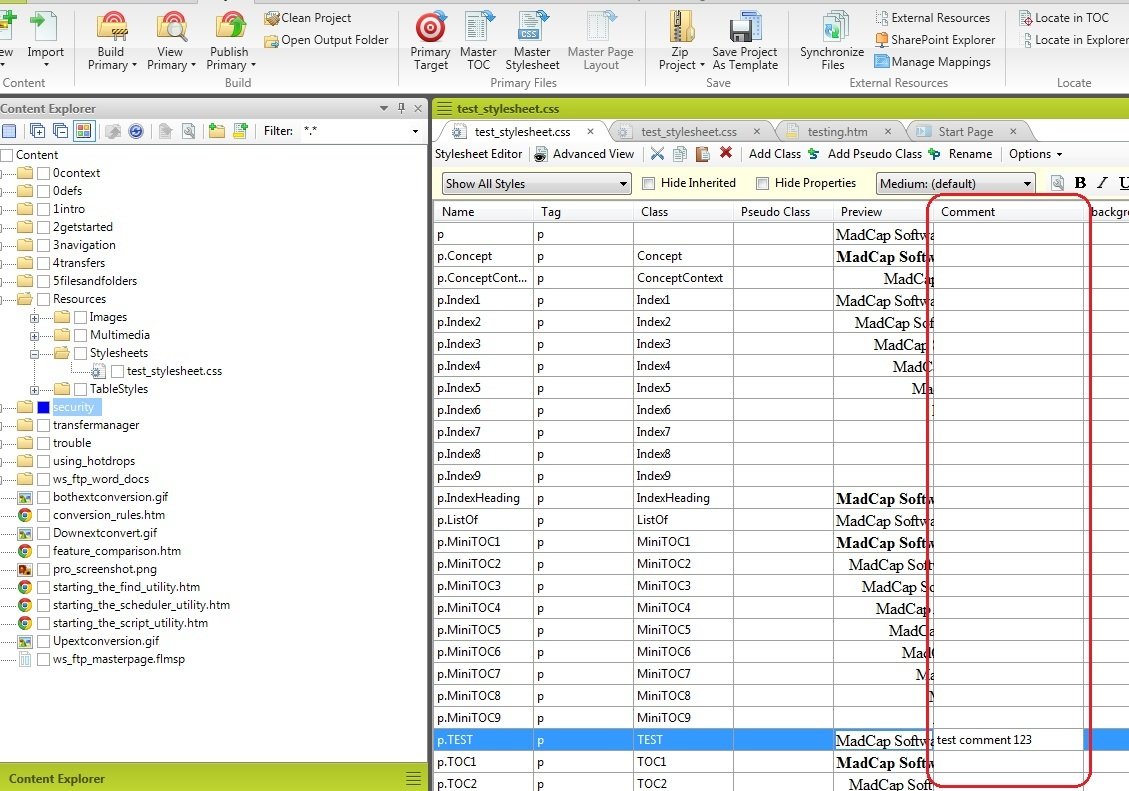 ew
Import
Build Primary
View Primary
Publish Primary
Clean Project
Open Output Folder
Primary Target
Master TOC
Master Stylesheet
Master Page Layout
Zip Project
Save Project As Template
Synchronize Files
External Resources
SharePoint Explorer
Manage Mappings
Locate in TOC
Locate in Explorer
Content
Build
Primary Files
Save
External Resources
Locate
Content Explorer
Filter: *.*
Content
0context
0defs
1intro
2getstarted
3navigation
4transfers
5filesandfolders
Resources
Images
Multimedia
Stylesheets
test_stylesheet.css
TableStyles
security
transfermanager
trouble
using_hotdrops
ws_ftp_word_docs
bothextconversion.gif
conversion_rules.htm
Downextconvert.gif
feature_comparison.htm
pro_screenshot.png
starting_the_find_utility.htm
starting_the_scheduler_utility.htm
starting_the_script_utility.htm
Upextconversion.gif
ws_ftp_masterpage.flmsp
Content Explorer
test_stylesheet.css
test_stylesheet.css test_stylesheet.css testing.htm Start Page
Stylesheet Editor Advanced View Add Class Add Pseudo Class Rename Options
Show All Styles Hide Inherited Hide Properties Medium: (default) B I U
Name Tag Class Pseudo Class Preview Comment backgro
p p MadCap Softwa
p.Concept p Concept MadCap Softw
p.ConceptCont... p ConceptContext MadCap
p.Index1 p Index1 MadCap Softwa
p.Index2 p Index2 MadCap Sof
p.Index3 p Index3 MadCap
p.Index4 p Index4 MadC
p.Index5 p Index5 Ma
p.Index6 p Index6
p.Index7 p Index7
p.Index8 p Index8
p.Index9 p Index9
p.IndexHeading p IndexHeading MadCap Softw
p.ListOf p ListOf MadCap Softwa
p.MiniTOC1 p MiniTOC1 MadCap Softw
p.MiniTOC2 p MiniTOC2 MadCap Soft
p.MiniTOC3 p MiniTOC3 MadCap So
p.MiniTOC4 p MiniTOC4 MadCap
p.MiniTOC5 p MiniTOC5 MadCa
p.MiniTOC6 p MiniTOC6 Mad
p.MiniTOC7 p MiniTOC7 Ma
p.MiniTOC8 p MiniTOC8
p.MiniTOC9 p MiniTOC9
p.TEST p TEST MadCap Softwa test comment 123
p.TOC1 p TOC1 MadCap Softw
p.TOC2 p TOC2 MadCap Soft